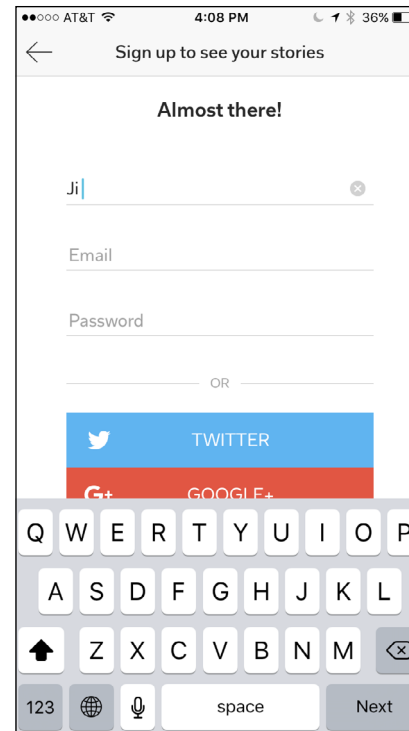 AT&T 4:08 PM 36%
Sign up to see your stories
Almost there!
Ji
Email
Password
OR
TWITTER
G+ GOOGLE+
Q W E R T Y U I O P
A S D F G H J K L
Z X C V B N M
123 space Next